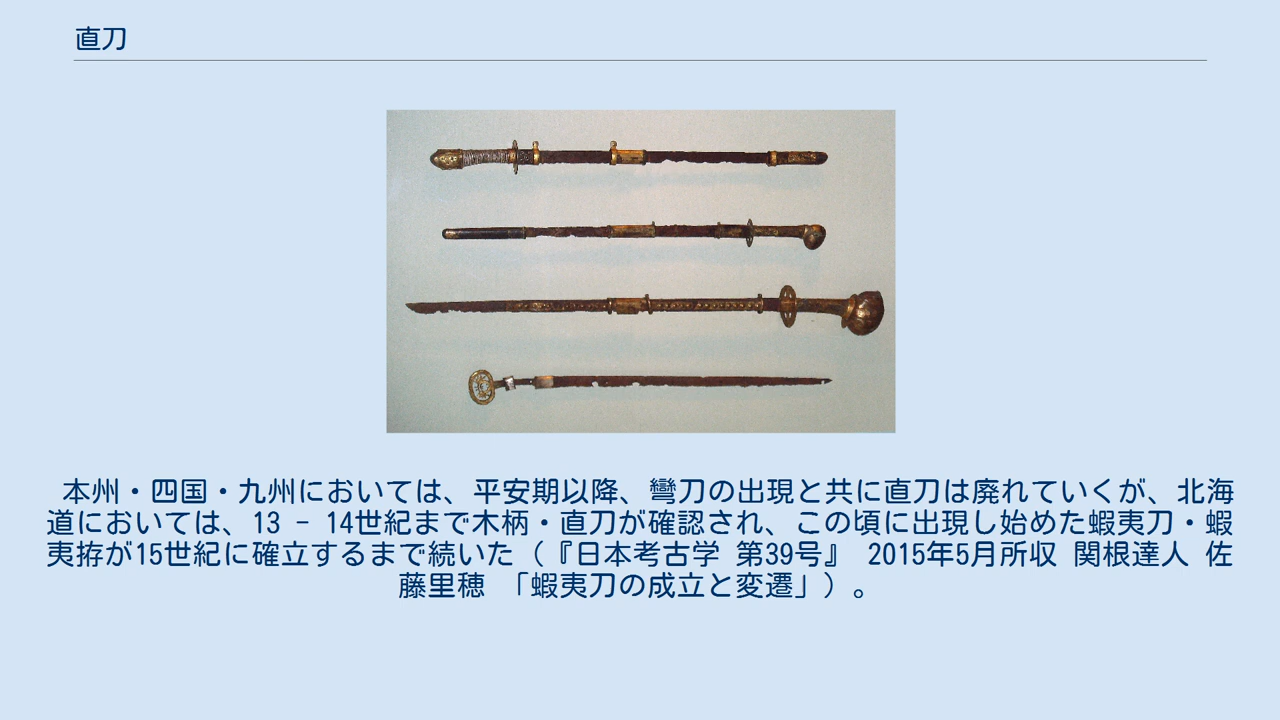 直刀
本州・四国・九州においては、平安期以降、彎刀の出現と共に直刀は廃れていくが、北海
道においては、13 – 14世紀まで木柄・直刀が確認され、この頃に出現し始めた蝦夷刀・蝦
夷拵が15世紀に確立するまで続いた（『日本考古学 第39号』 2015年5月所収 関根達人 佐
藤里穂 「蝦夷刀の成立と変遷」）。